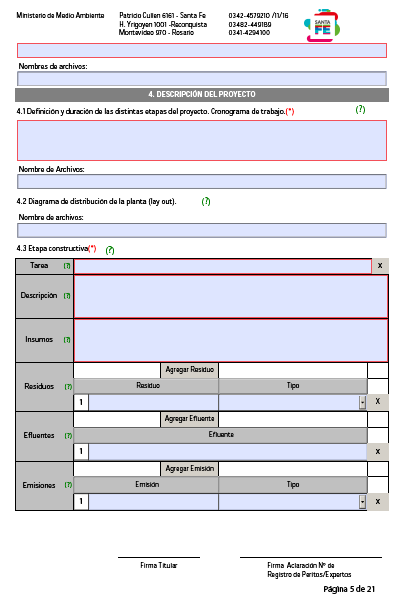 Ministerio de Medio Ambiente
Patricio Cullen 6161 - Santa Fe
H. Yrigoyen 1001 -Reconquista
Montevideo 970 - Rosario
0342-4579210 /11/16
03482-449189
0341-4294100
SANTA
FE
Nombres de archivos:
4. DESCRIPCIÓN DEL PROYECTO
4.1 Definición y duración de las distintas etapas del proyecto. Cronograma de trabajo.(*) (?)
Nombre de Archivos:
4.2 Diagrama de distribución de la planta (lay out). (?)
Nombre de archivos:
4.3 Etapa constructiva(*) (?)
Tarea (?) X
Descripción (?)
Insumos (?)
Agregar Residuo
Residuos (?) Residuo Tipo
1 X
Agregar Efluente
Efluentes (?) Efluente
1 X
Agregar Emisión
Emisiones (?) Emisión Tipo
1 X
Firma Titular
Firma Aclaración Nº de
Registro de Peritos/Expertos
Página 5 de 21